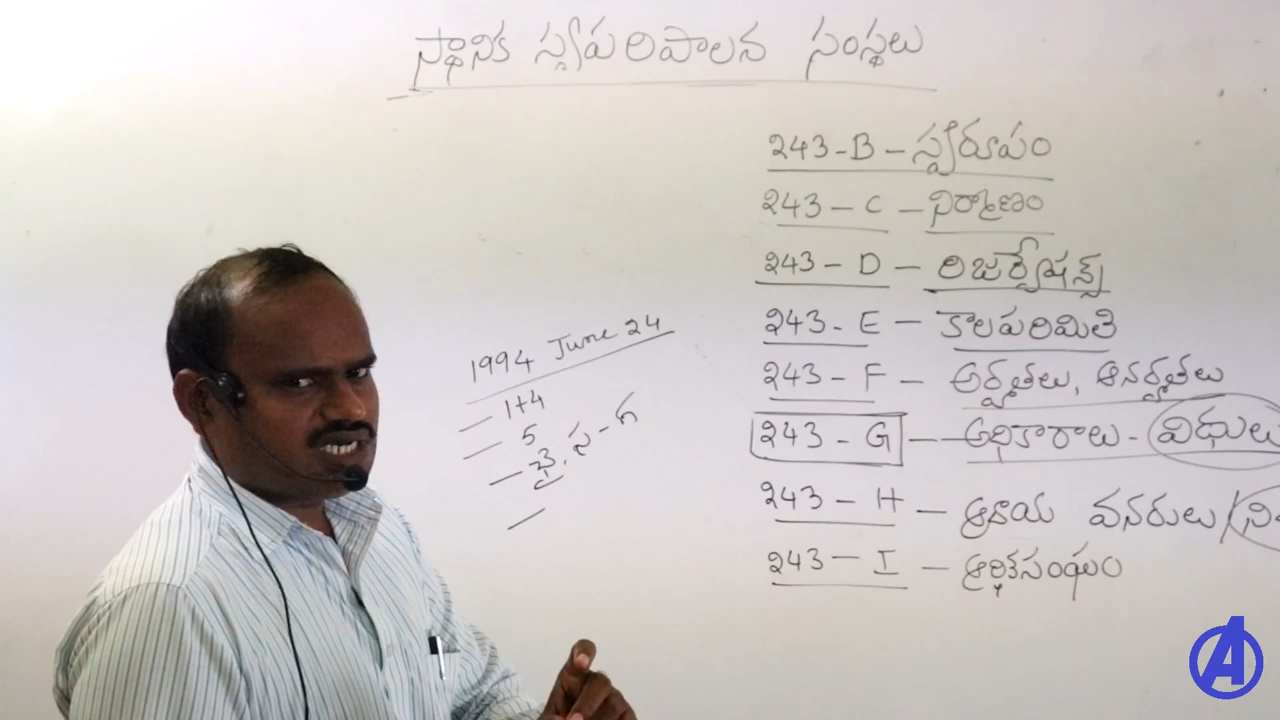 స్థానిక స్వపరిపాలన సంస్థలు
243-B - స్వరూపం
243 - C - నిర్మాణం
243 - D - రిజర్వేషన్స్
243 - E - కాలపరిమితి
243 - F - అర్హతలు, అనర్హతలు
243 - G - అధికారాలు - విధులు
243 - H - ఆదాయ వనరులు /
243 - I - ఆర్థికసంఘం
1994 June 24
- 1+4
- 5